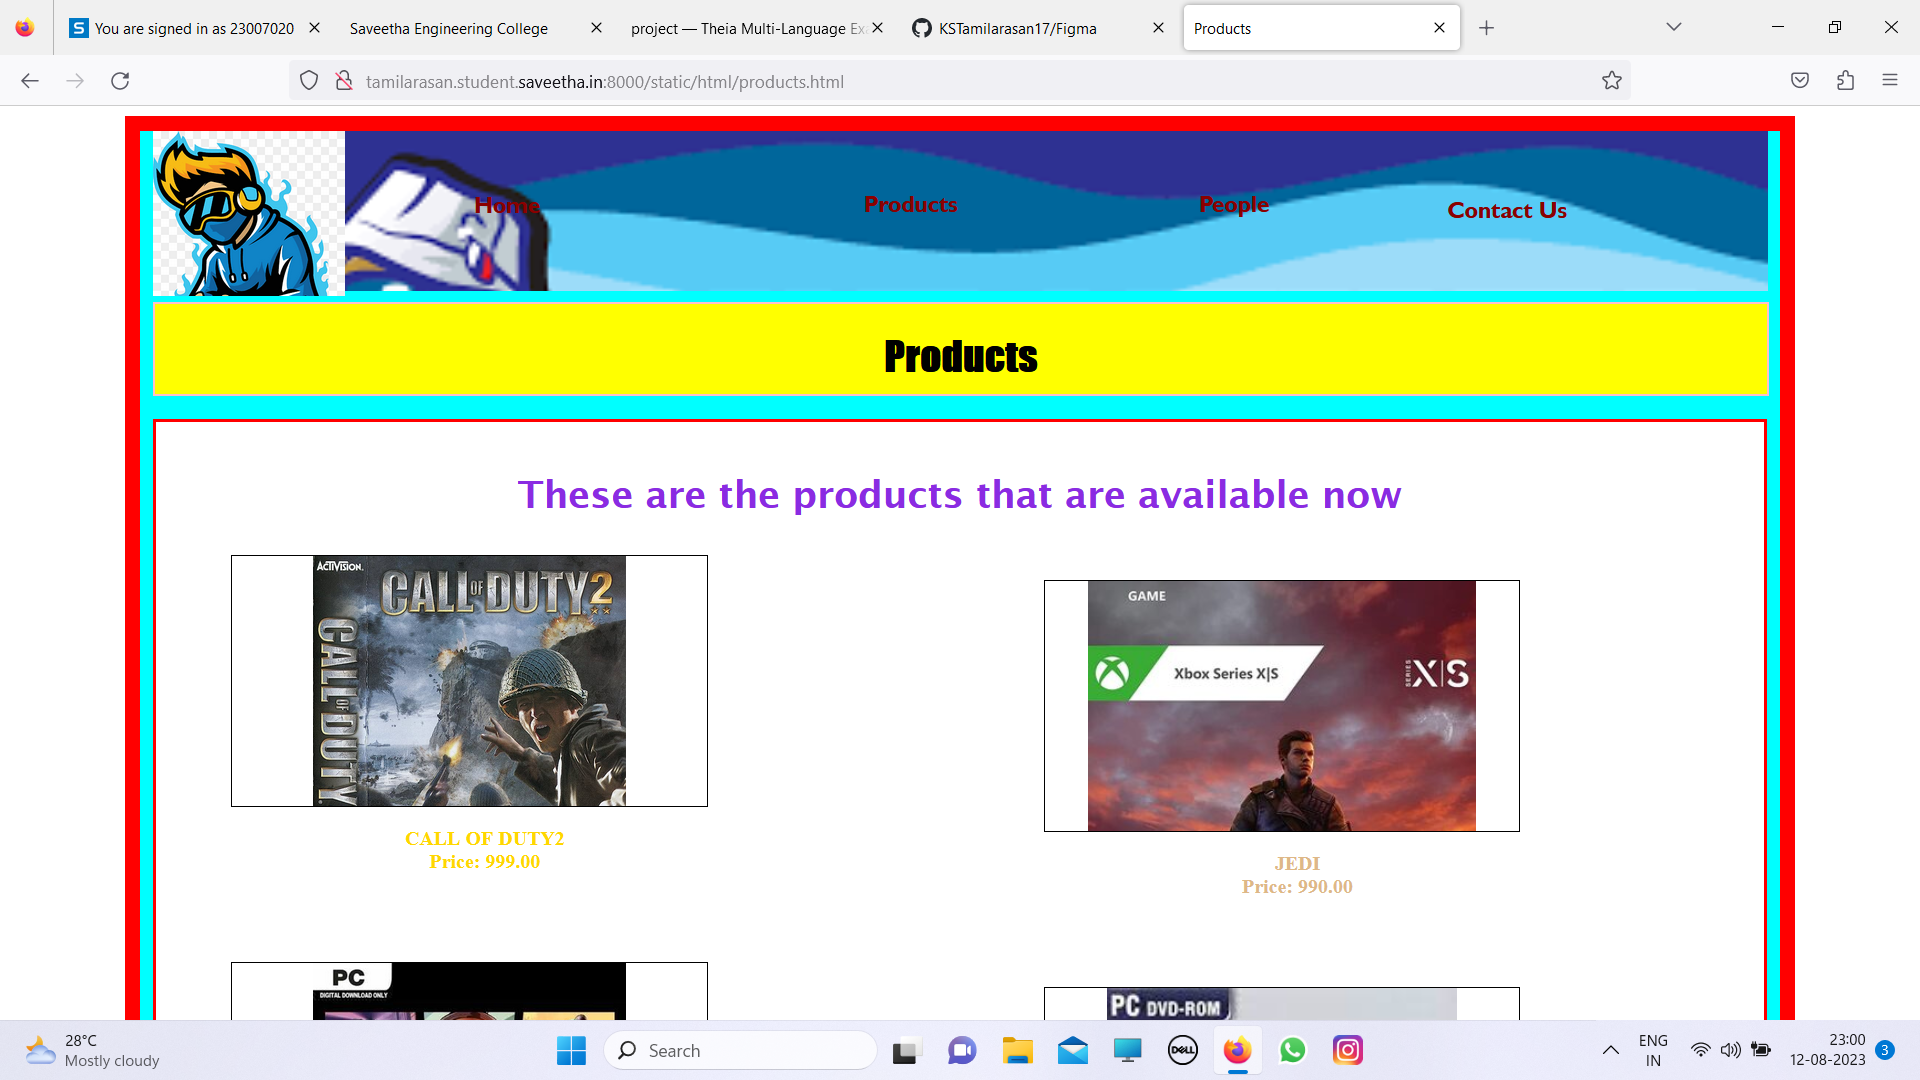 You are signed in as 23007020
Saveetha Engineering College
project — Theia Multi-Language Ex
KSTamilarasan17/Figma
Products
tamilarasan.student.saveetha.in:8000/static/html/products.html
Home
Products
People
Contact Us
Products
These are the products that are available now
ACTIVISION.
CALL OF DUTY 2
CALL OF DUTY
GAME
Xbox Series X|S
SERIES X|S
CALL OF DUTY2
Price: 999.00
JEDI
Price: 990.00
PC
DIGITAL DOWNLOAD ONLY
PC DVD-ROM
28°C
Mostly cloudy
Search
DELL
ENG
IN
23:00
12-08-2023
3